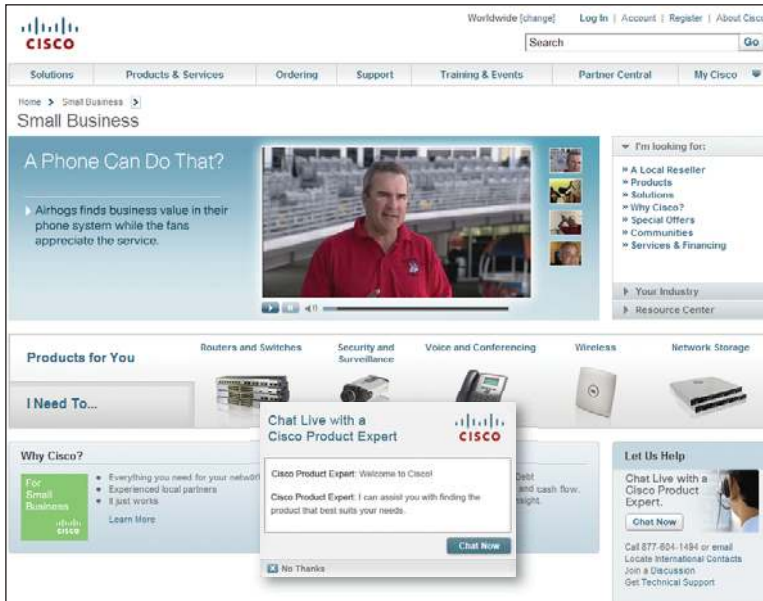 Worldwide [change] Log In | Account | Register | About Cisco
CISCO
Search Go
Solutions Products & Services Ordering Support Training & Events Partner Central My Cisco
Home Small Business
Small Business
A Phone Can Do That?
Airhogs finds business value in their
phone system while the fans
appreciate the service.
I'm looking for:
» A Local Reseller
» Products
» Solutions
» Why Cisco?
» Special Offers
» Communities
» Services & Financing
Your Industry
Resource Center
Products for You
I Need To...
Routers and Switches
Security and
Surveillance
Voice and Conferencing
Wireless
Network Storage
Chat Live with a
Cisco Product Expert
CISCO
Cisco Product Expert: Welcome to Cisco!
Cisco Product Expert: I can assist you with finding the
product that best suits your needs.
Chat Now
No Thanks
Why Cisco?
For
Small
Business
CISCO
Everything you need for your network
Experienced local partners
It just works
Learn More
Debt
and cash flow.
Let Us Help
Chat Live with a
Cisco Product
Expert.
Chat Now
Call 877-604-1494 or email
Locate International Contacts
Join a Discussion
Get Technical Support